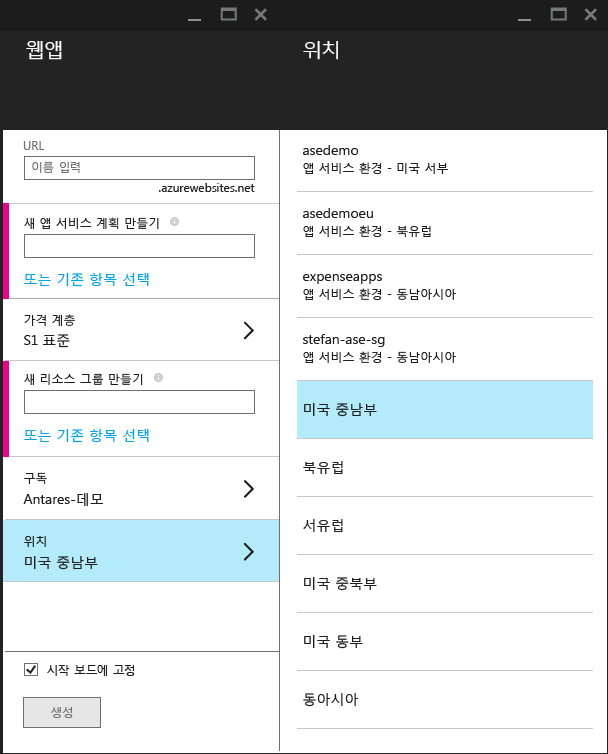 웹앱
URL
이름 입력
.azurewebsites.net
새 앱 서비스 계획 만들기
또는 기존 항목 선택
가격 계층
S1 표준
새 리소스 그룹 만들기
또는 기존 항목 선택
구독
Antares-데모
위치
미국 중남부
시작 보드에 고정
생성
위치
asedemo
앱 서비스 환경 - 미국 서부
asedemoeu
앱 서비스 환경 - 북유럽
expenseapps
앱 서비스 환경 - 동남아시아
stefan-ase-sg
앱 서비스 환경 - 동남아시아
미국 중남부
북유럽
서유럽
미국 중북부
미국 동부
동아시아